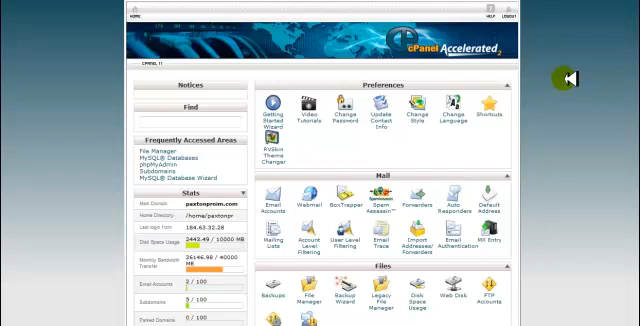 HOME
HELP
LOGOUT
cPanel Accelerated2
CPANEL 11
Notices
Find
Frequently Accessed Areas
File Manager
MySQL® Databases
phpMyAdmin
Subdomains
MySQL® Database Wizard
Stats
Main Domain paxtonproim.com
Home Directory /home/paxtonpr
Last login from 184.63.32.28
Disk Space Usage 2443.49 / 10000 MB
Monthly Bandwidth Transfer 26146.98 / 40000 MB
Email Accounts 2 / 100
Subdomains 5 / 100
Parked Domains 0 / 100
Preferences
Getting Started Wizard
Video Tutorials
Change Password
Update Contact Info
Change Style
Change Language
Shortcuts
RVSkin Theme Changer
Mail
Email Accounts
Webmail
BoxTrapper
Spam Assassin™
Forwarders
Auto Responders
Default Address
Mailing Lists
Account Level Filtering
User Level Filtering
Email Trace
Import Addresses/ Forwarders
Email Authentication
MX Entry
Files
Backups
File Manager
Backup Wizard
Legacy File Manager
Disk Space Usage
Web Disk
FTP Accounts